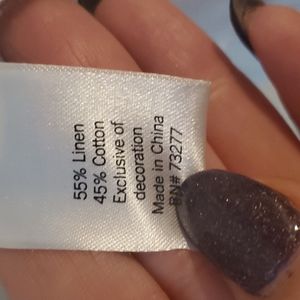 55% Linen
45% Cotton
Exclusive of
decoration
Made in China
RN# 73277